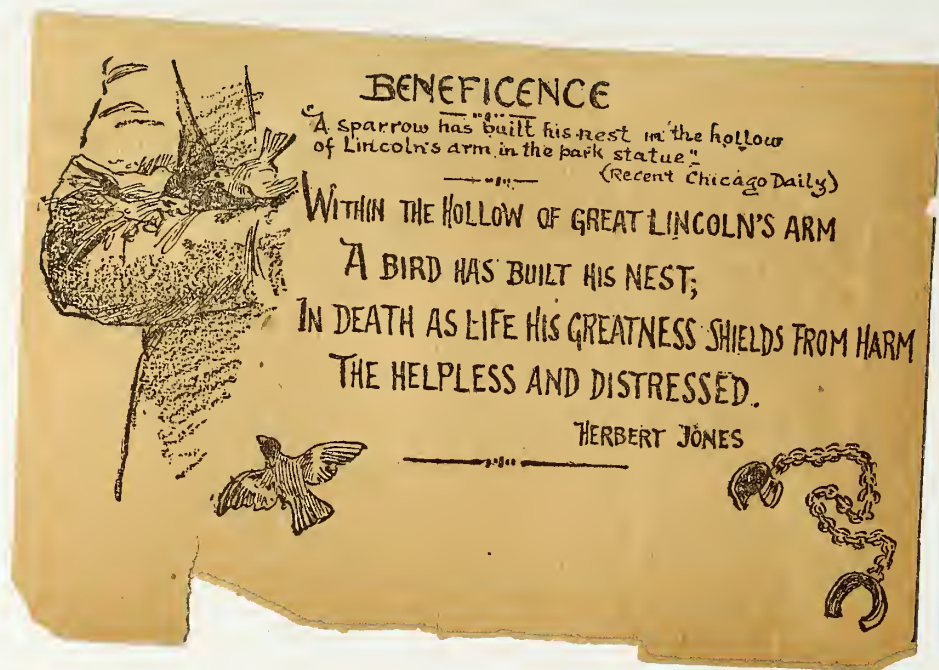 BENEFICENCE
"A sparrow has built his nest in the hollow
of Lincoln's arm in the park statue"
(Recent Chicago Daily)
WITHIN THE HOLLOW OF GREAT LINCOLN'S ARM
A BIRD HAS BUILT HIS NEST;
IN DEATH AS LIFE HIS GREATNESS SHIELDS FROM HARM
THE HELPLESS AND DISTRESSED.
HERBERT JONES